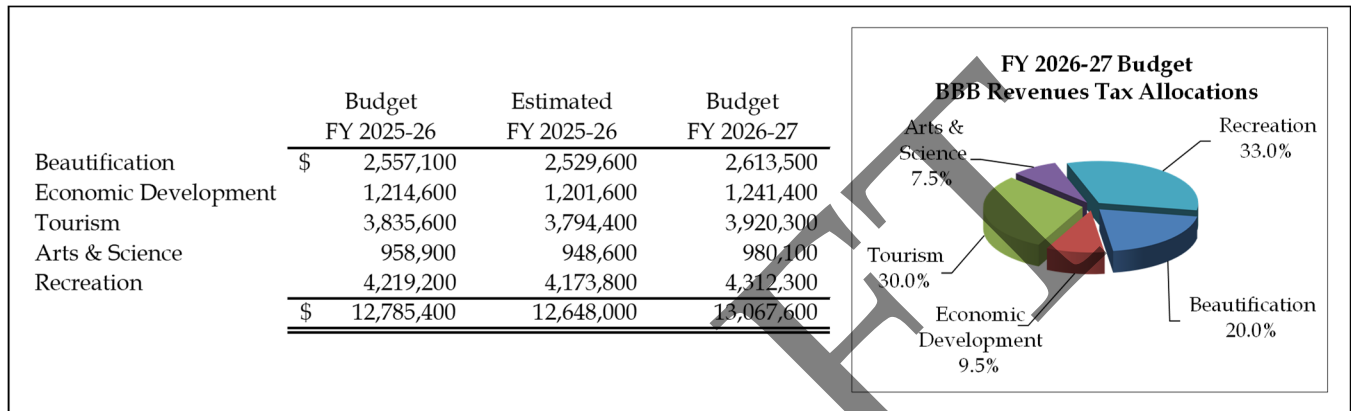 Budget Estimated Budget
FY 2025-26 FY 2025-26 FY 2026-27
Beautification $ 2,557,100 2,529,600 2,613,500
Economic Development 1,214,600 1,201,600 1,241,400
Tourism 3,835,600 3,794,400 3,920,300
Arts & Science 958,900 948,600 980,100
Recreation 4,219,200 4,173,800 4,312,300
$ 12,785,400 12,648,000 13,067,600
FY 2026-27 Budget
BBB Revenues Tax Allocations
Arts &
Science
7.5%
Recreation
33.0%
Tourism
30.0%
Economic
Development
9.5%
Beautification
20.0%
FT